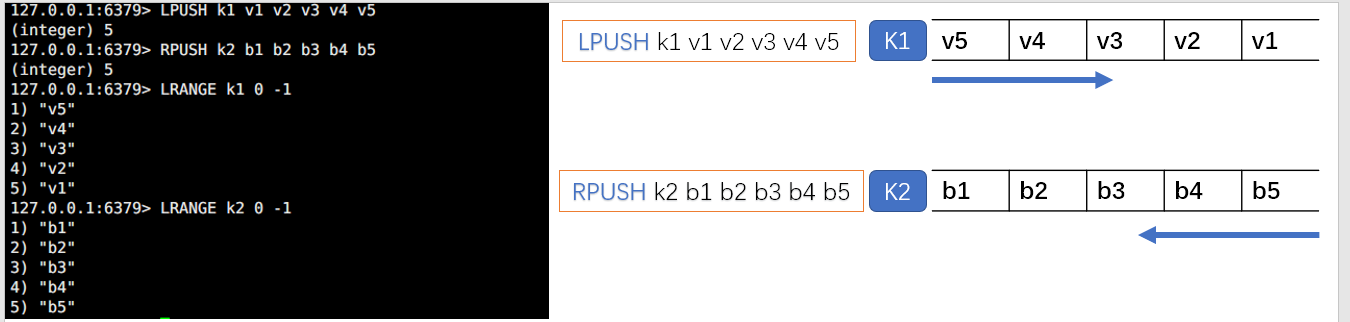 127.0.0.1:6379> LPUSH k1 v1 v2 v3 v4 v5
(integer) 5
127.0.0.1:6379> RPUSH k2 b1 b2 b3 b4 b5
(integer) 5
127.0.0.1:6379> LRANGE k1 0 -1
1) "v5"
2) "v4"
3) "v3"
4) "v2"
5) "v1"
127.0.0.1:6379> LRANGE k2 0 -1
1) "b1"
2) "b2"
3) "b3"
4) "b4"
5) "b5"
LPUSH k1 v1 v2 v3 v4 v5 K1 v5 v4 v3 v2 v1
RPUSH k2 b1 b2 b3 b4 b5 K2 b1 b2 b3 b4 b5